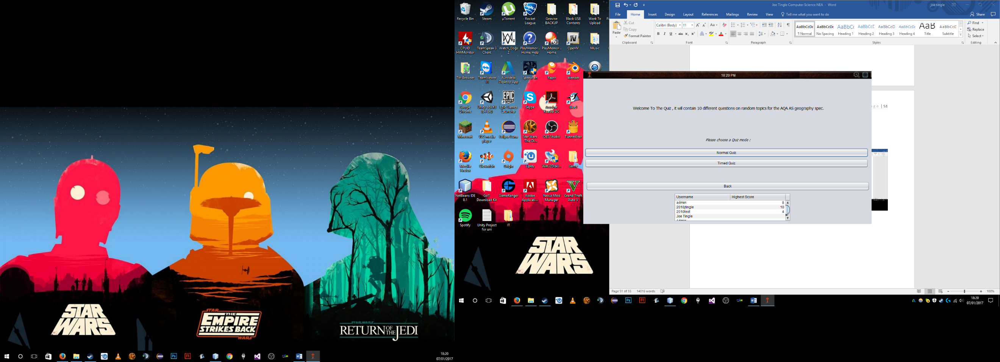 STAR
WARS
STAR
THE
EMPIRE
STRIKES BACK
WARS
STAR WARS
RETURN OF THE JEDI
18:20
07/01/2017
Recycle Bin
Steam
µTorrent
Rocket League
Geovise BACKUP
Black USB Contents
Work To Upload
CPUID HWMonitor
TeamSpeak 3 Client
Watch_Dogs 2
PlayMemor... Home Help
PlayMemor... Home
OpenIV
Music
Tor Browser
TeamViewer 11
Autodesk Desktop App
SpeedFan
Raptr
blender
Google Chrome
Unity 5.5.0f3 (64-bit)
Epic Games Launcher
Skype
Acrobat Reader DC
BlueJ
Minecraft
VLC media player
Eclipse Luna
Star Wars -The Ol...
OBS Studio
TunnelBear
Mozilla Firefox
Clownfish
Origin
Uplay
Win32DiskI...
Game
NetBeans IDE 8.1
GoT Download Kit
GameRanger
Adobe Applicati...
Nexus Mod Manager
Grand Theft Auto V
Spotify
Unity Project for uni
IT
STAR
WARS
Joe Tingle Computer Science NEA - Word
joe tingle
File Home Insert Design Layout References Mailings Review View Tell me what you want to do Share
Paste
Cut
Copy
Format Painter
Clipboard
Calibri (Body) 11
Font
Paragraph
AaBbCcDc AaBbCcDc AaBbCc AaBbCcD AaBbCcD AaBbCcDc AaB AaBbCcD
¶ Normal No Spacing Heading 1 Heading 2 Heading 3 Heading 4 Title Subtitle
Styles
Find
Replace
Select
Editing
18:20 PM
g e | 51
Welcome To The Quiz , it will contain 10 different questions on random topics for the AQA AS geography spec.
Please choose a Quiz mode :
Normal Quiz
Timed Quiz
Back
Username Highest Score
admin 8
2010jtingle 10
2010test 4
Joe Tingle
Page 51 of 55 14016 words
100%
18:20
07/01/2017